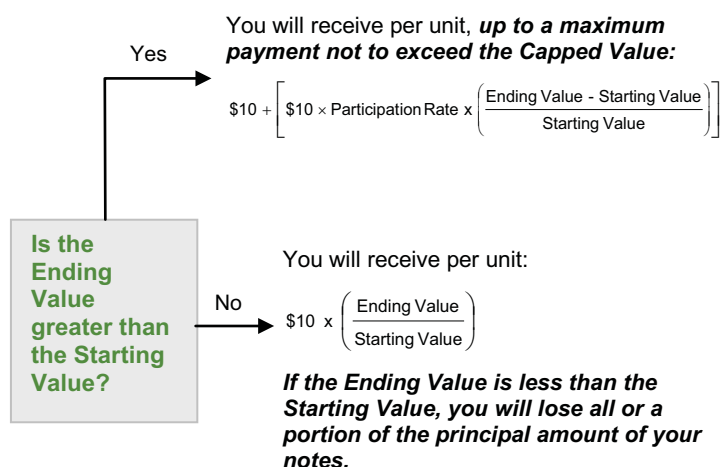 You will receive per unit, up to a maximum
payment not to exceed the Capped Value:
Yes
$10 + [ $10 × Participation Rate x ( Ending Value - Starting Value / Starting Value ) ]
Is the
Ending
Value
greater than
the Starting
Value?
No
You will receive per unit:
$10 x ( Ending Value / Starting Value )
If the Ending Value is less than the
Starting Value, you will lose all or a
portion of the principal amount of your
notes.